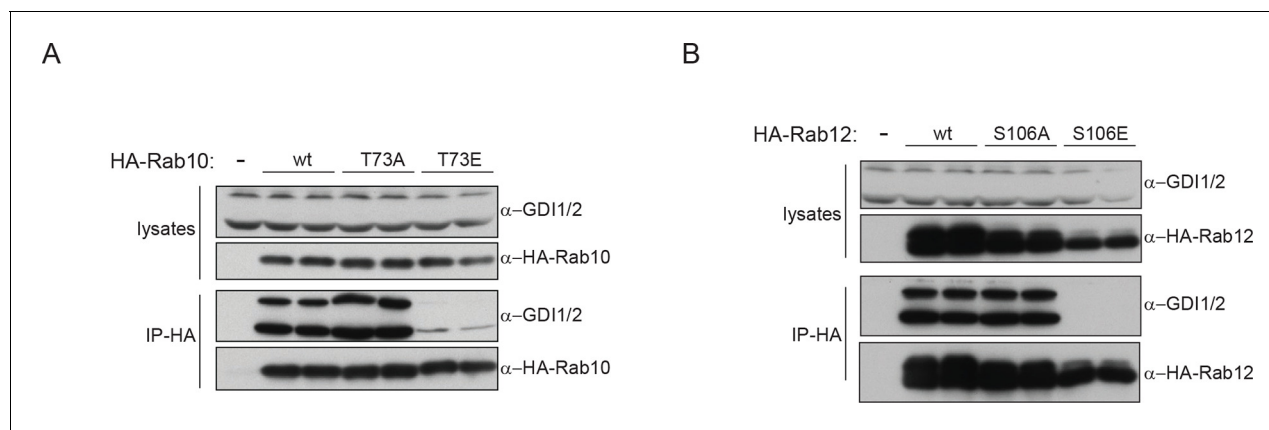 A
HA-Rab10: - wt T73A T73E
lysates
α–GDI1/2
α–HA-Rab10
IP-HA
α–GDI1/2
α–HA-Rab10
B
HA-Rab12: - wt S106A S106E
lysates
α–GDI1/2
α–HA-Rab12
IP-HA
α–GDI1/2
α–HA-Rab12